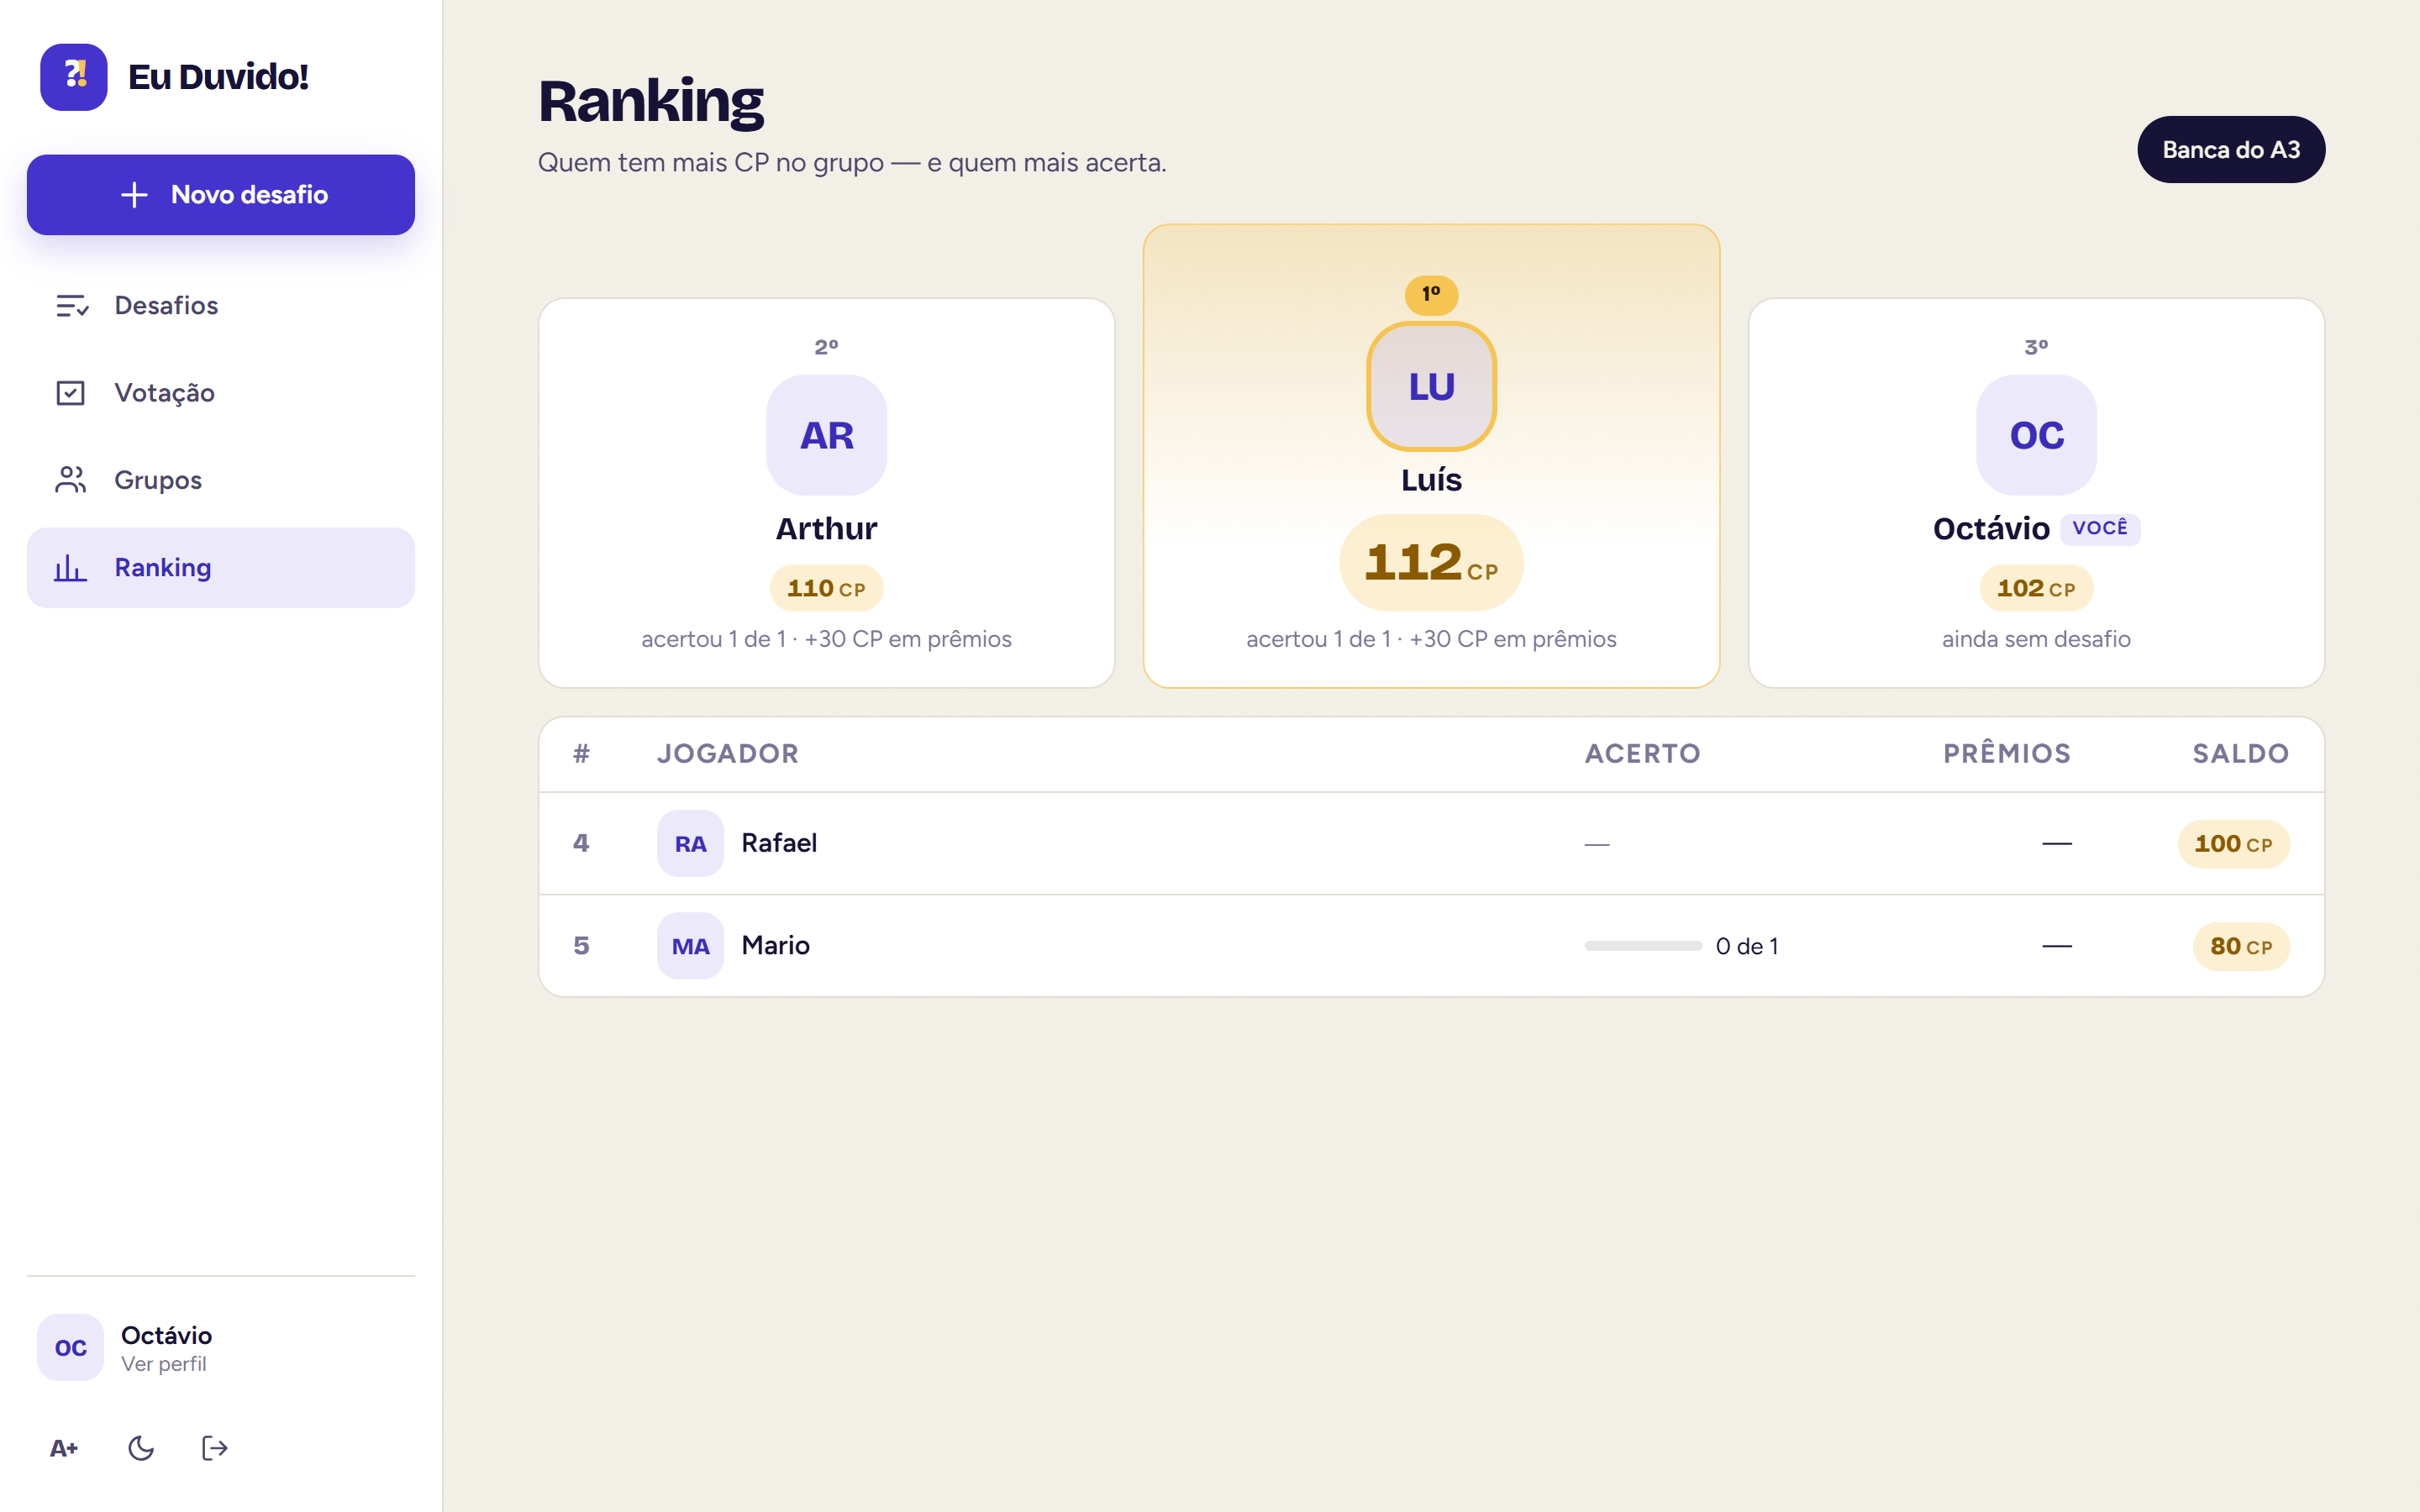 ?!
Eu Duvido!
Novo desafio
Desafios
Votação
Grupos
Ranking
Octávio
OC
Ver perfil
A+
Ranking
Quem tem mais CP no grupo — e quem mais acerta.
Banca do A3
2º
AR
Arthur
110 CP
acertou 1 de 1 · +30 CP em prêmios
1º
LU
Luís
112 CP
acertou 1 de 1 · +30 CP em prêmios
3º
OC
Octávio VOCÊ
102 CP
ainda sem desafio
# JOGADOR ACERTO PRÊMIOS SALDO
4 RA Rafael — — 100 CP
5 MA Mario 0 de 1 — 80 CP